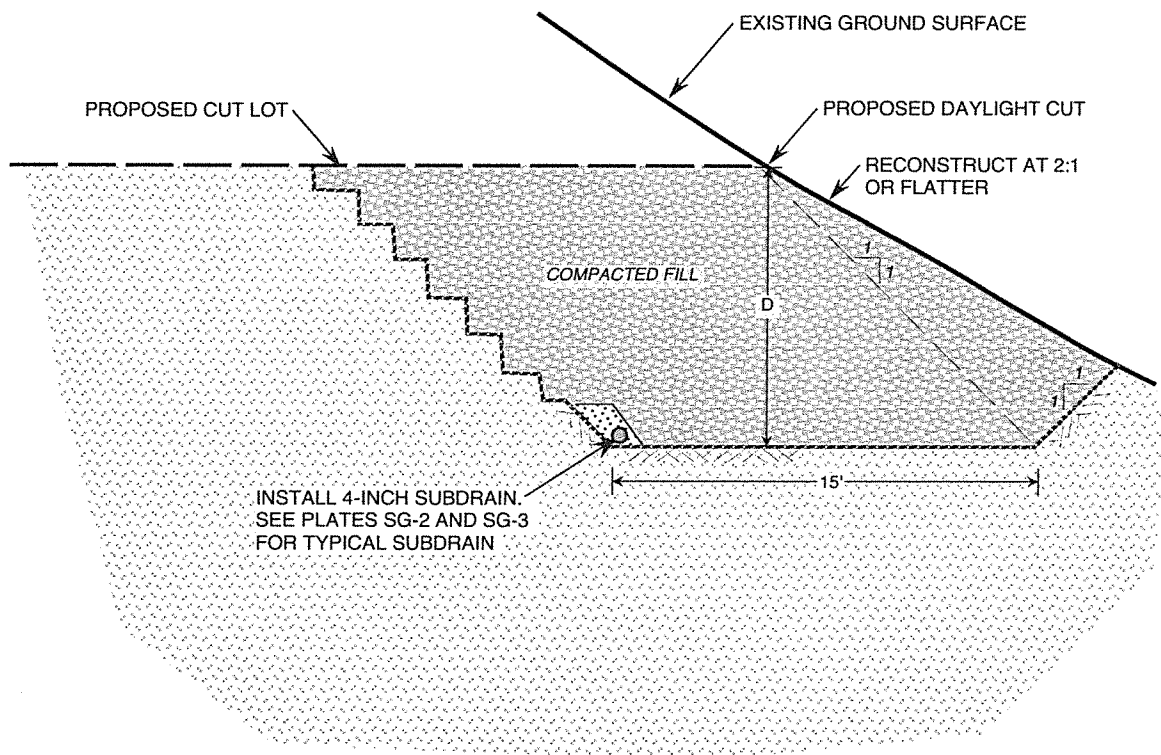 EXISTING GROUND SURFACE
PROPOSED CUT LOT
PROPOSED DAYLIGHT CUT
RECONSTRUCT AT 2:1
OR FLATTER
1
1
COMPACTED FILL
D
1
1
15'
INSTALL 4-INCH SUBDRAIN.
SEE PLATES SG-2 AND SG-3
FOR TYPICAL SUBDRAIN